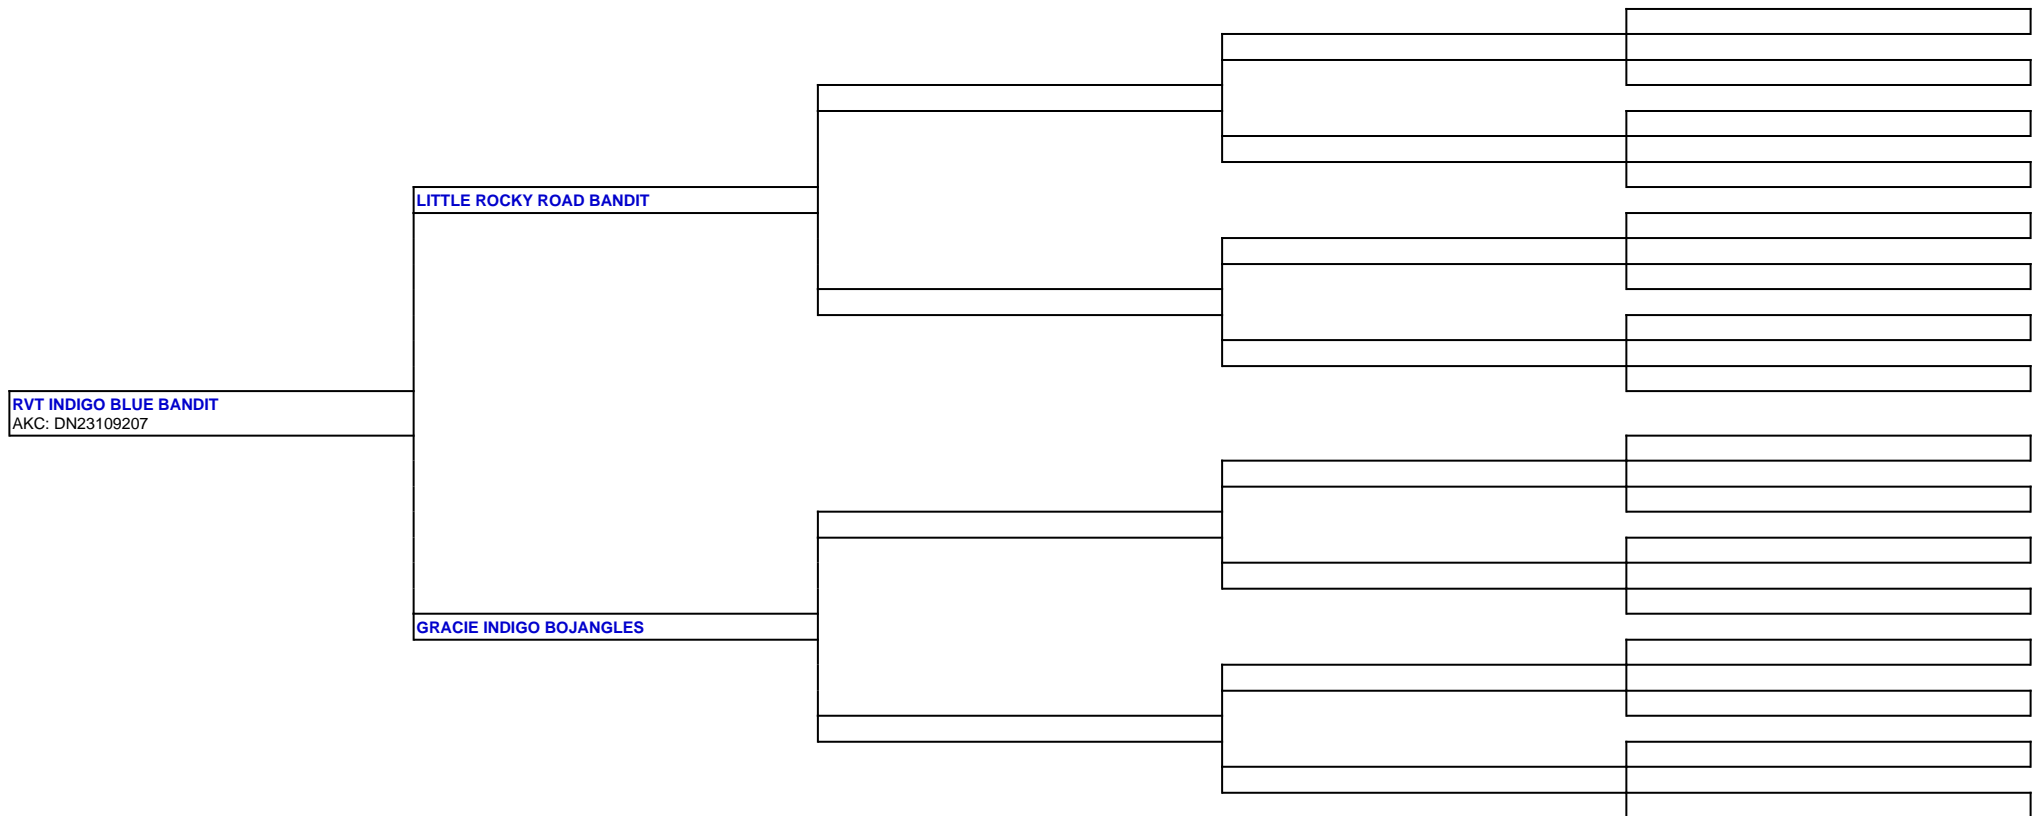 LITTLE ROCKY ROAD BANDIT
RVT INDIGO BLUE BANDIT
AKC: DN23109207
GRACIE INDIGO BOJANGLES